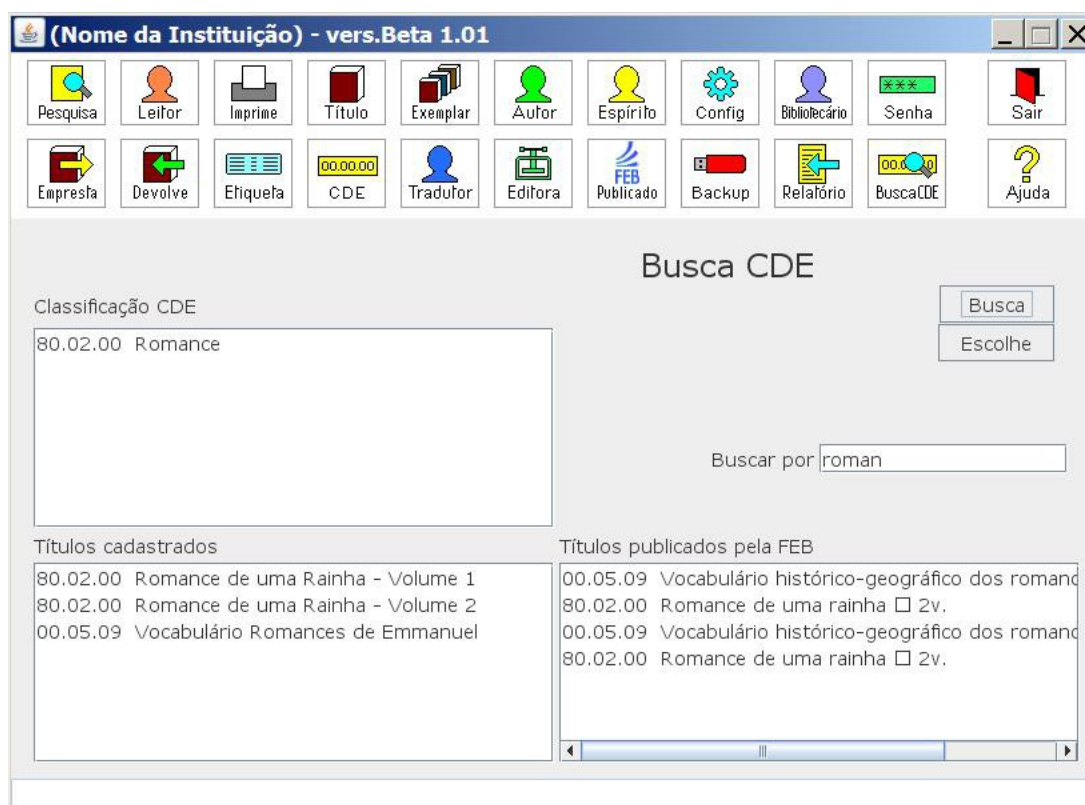 (Nome da Instituição) - vers.Beta 1.01
Pesquisa Leitor Imprime Título Exemplar Autor Espírito Config Bibliotecário Senha Sair
Empresta Devolve Etiqueta CDE Tradutor Editora Publicado Backup Relatório BuscaCDE Ajuda
*** 
00.00.00
FEB
Busca CDE
Classificação CDE
Busca
80.02.00 Romance
Escolhe
Buscar por roman
Títulos cadastrados
80.02.00 Romance de uma Rainha - Volume 1
80.02.00 Romance de uma Rainha - Volume 2
00.05.09 Vocabulário Romances de Emmanuel
Títulos publicados pela FEB
00.05.09 Vocabulário histórico-geográfico dos romanc
80.02.00 Romance de uma rainha □ 2v.
00.05.09 Vocabulário histórico-geográfico dos romanc
80.02.00 Romance de uma rainha □ 2v.